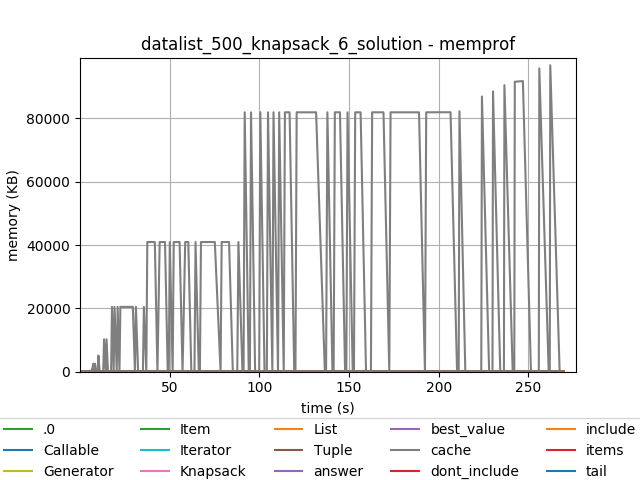 datalist_500_knapsack_6_solution - memprof
memory (KB)
80000
60000
40000
20000
0
50 100 150 200 250
time (s)
.0 Item List best_value include
Callable Iterator Tuple cache items
Generator Knapsack answer dont_include tail